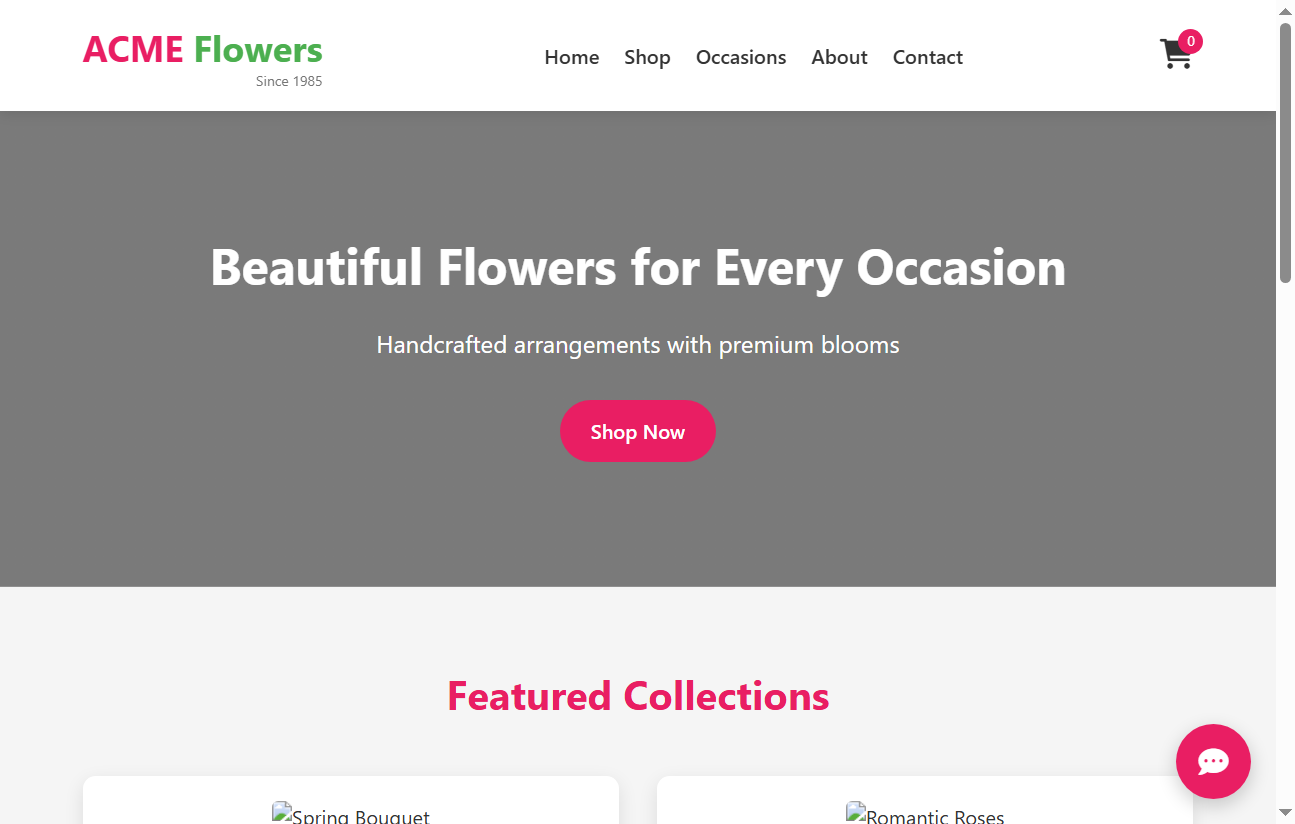 ACME Flowers
Since 1985
Home Shop Occasions About Contact
0
Beautiful Flowers for Every Occasion
Handcrafted arrangements with premium blooms
Shop Now
Featured Collections
Spring Bouquet
Romantic Roses